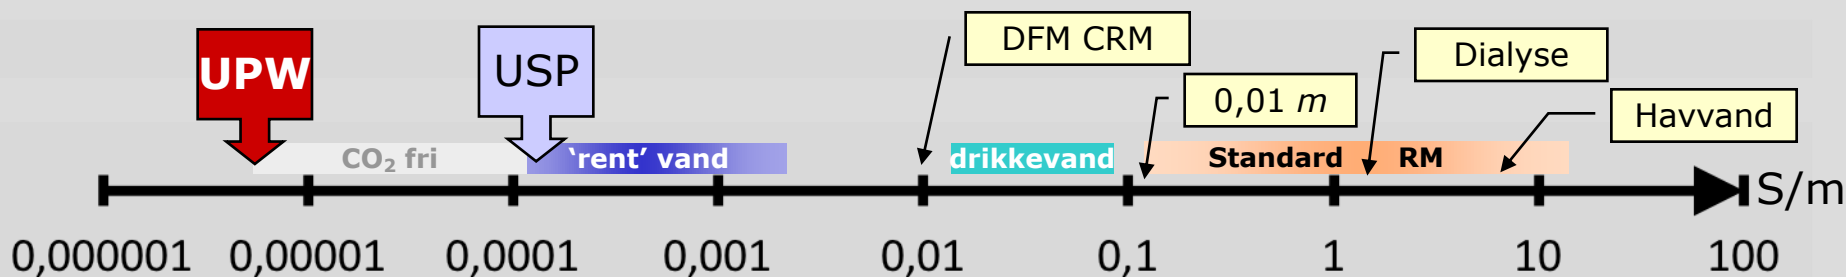 UPW
USP
DFM CRM
0,01 m
Dialyse
Havvand
CO₂ fri
‘rent’ vand
drikkevand
Standard RM
S/m
0,000001 0,00001 0,0001 0,001 0,01 0,1 1 10 100